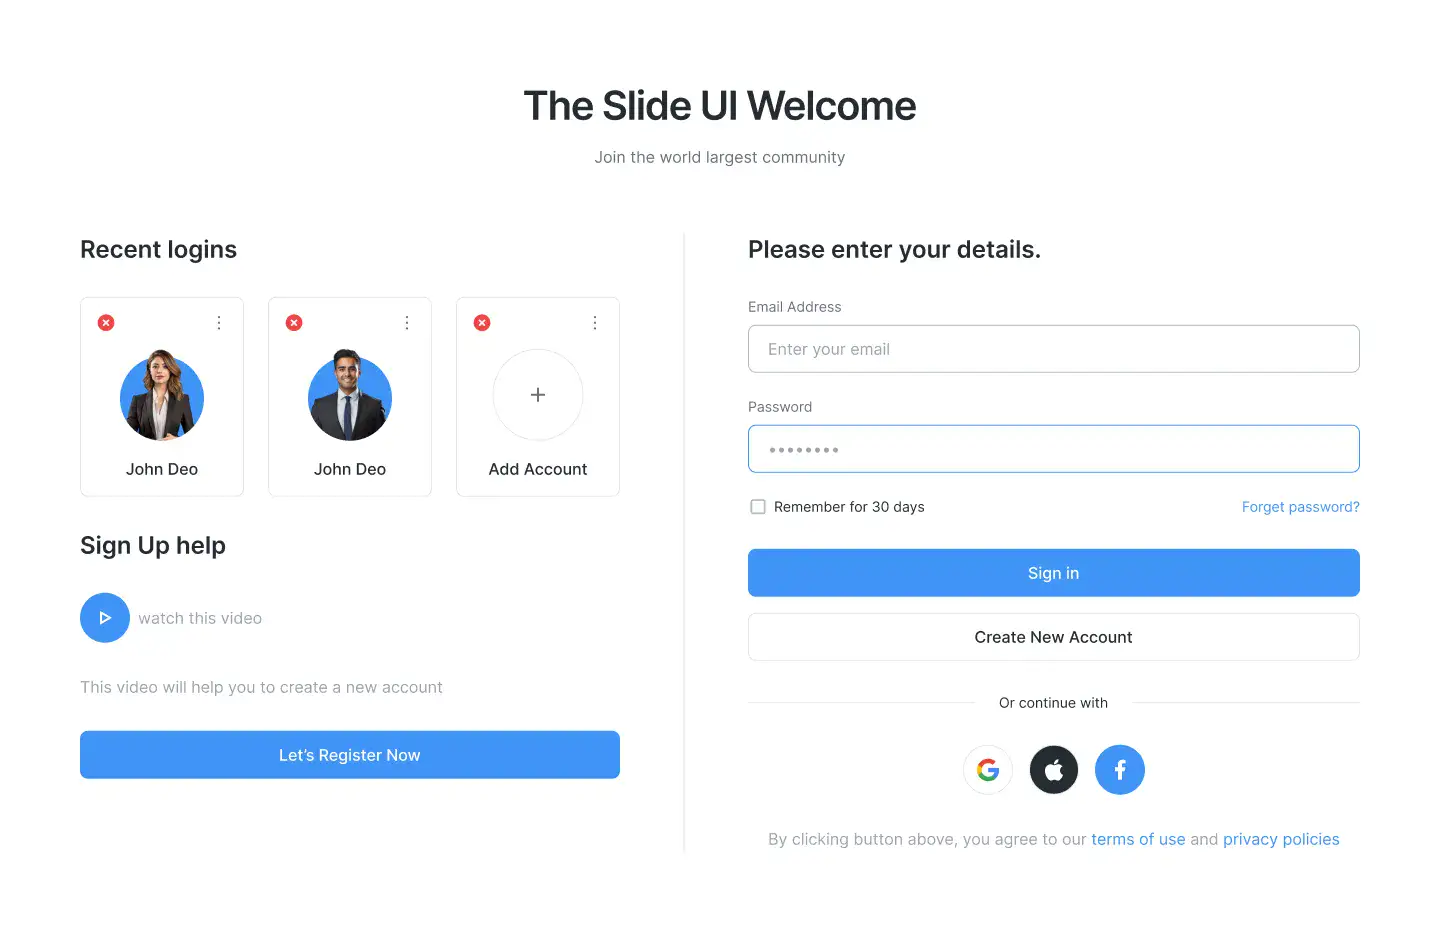 The Slide UI Welcome
Join the world largest community
Recent logins
John Deo
John Deo
Add Account
Sign Up help
watch this video
This video will help you to create a new account
Let’s Register Now
Please enter your details.
Email Address
Enter your email
Password
Remember for 30 days
Forget password?
Sign in
Create New Account
Or continue with
By clicking button above, you agree to our terms of use and privacy policies